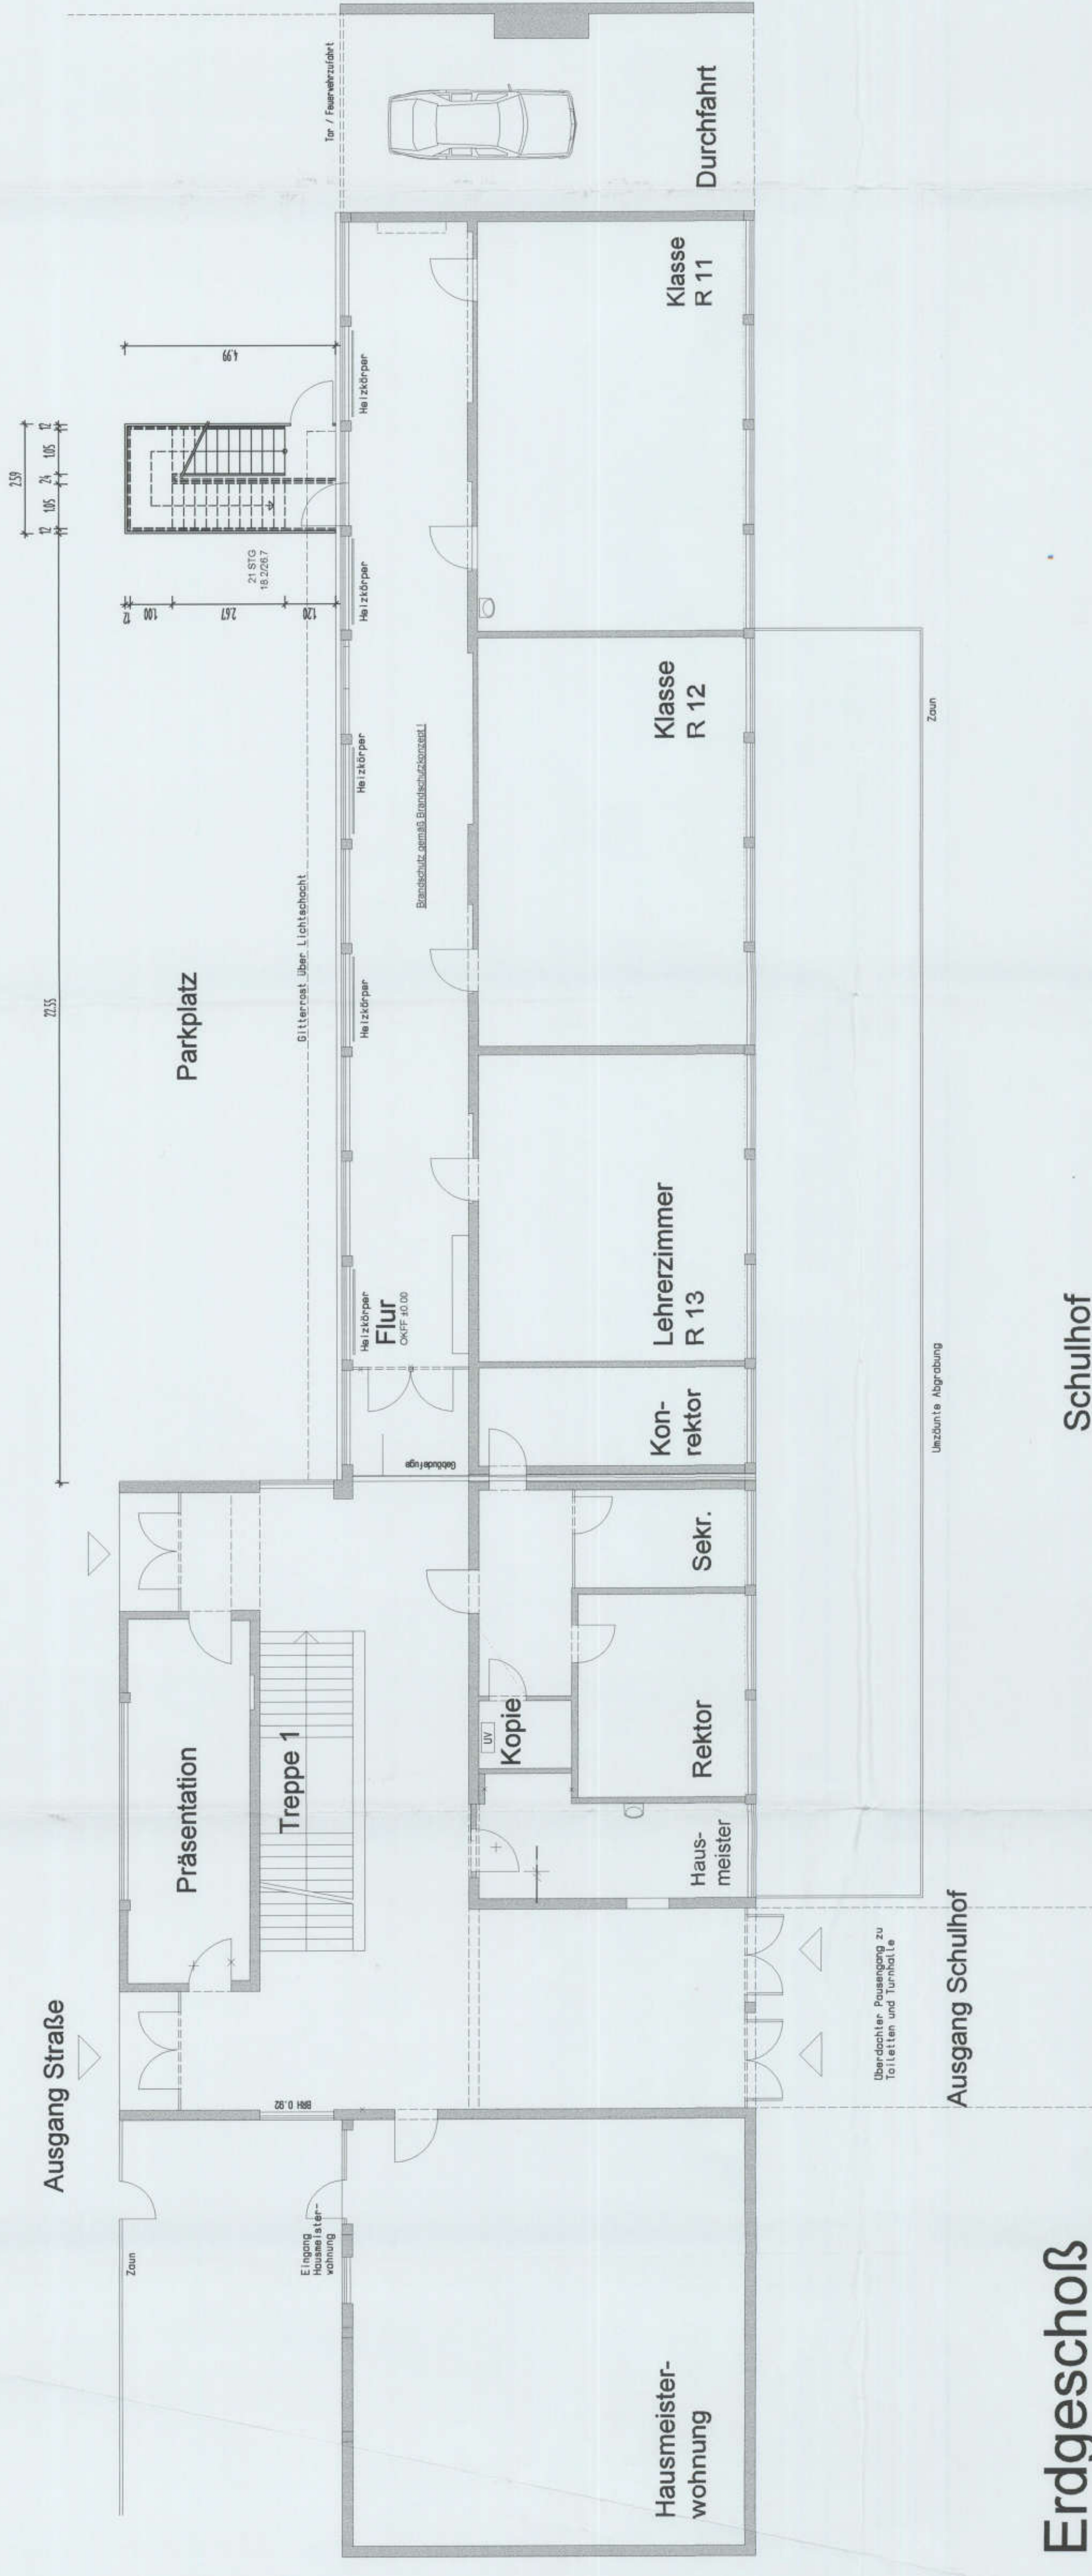 Erdgeschoß
Ausgang Straße
Zaun
Eingang
Hausmeister-
wohnung
Hausmeister-
wohnung
BRH 0.92
Präsentation
Treppe 1
Haus-
meister
UV
Kopie
Rektor
Sekr.
Kon-
rektor
Gebäudefuge
Flur
OKFF ±0.00
Heizkörper
Heizkörper
Heizkörper
Heizkörper
Heizkörper
Lehrerzimmer
R 13
Klasse
R 12
Klasse
R 11
Brandschutz gemäß Brandschutzkonzept !
Parkplatz
Gitterrost über Lichtschacht
22.55
2.59
12
1.05
24
1.05
12
4.99
12
1.00
2.67
1.20
21 STG
18.2/26.7
Tor / Feuerwehrzufahrt
Durchfahrt
Zaun
Umzäunte Abgrabung
Überdachter Pausengang zu
Toiletten und Turnhalle
Ausgang Schulhof
Schulhof